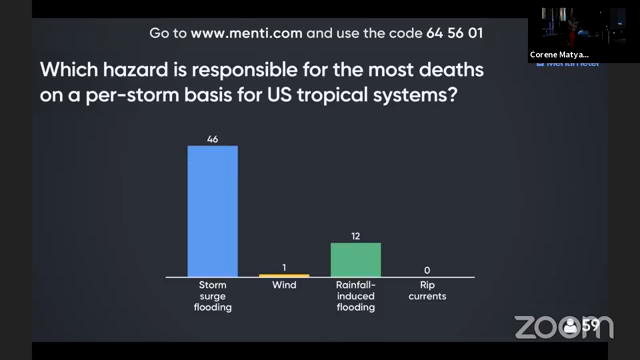 Go to www.menti.com and use the code 64 56 01
Corene Matya...
Mentimeter
Which hazard is responsible for the most deaths
on a per-storm basis for US tropical systems?
46
1
12
0
Storm
surge
flooding
Wind
Rainfall-
induced
flooding
Rip
currents
59
zoom